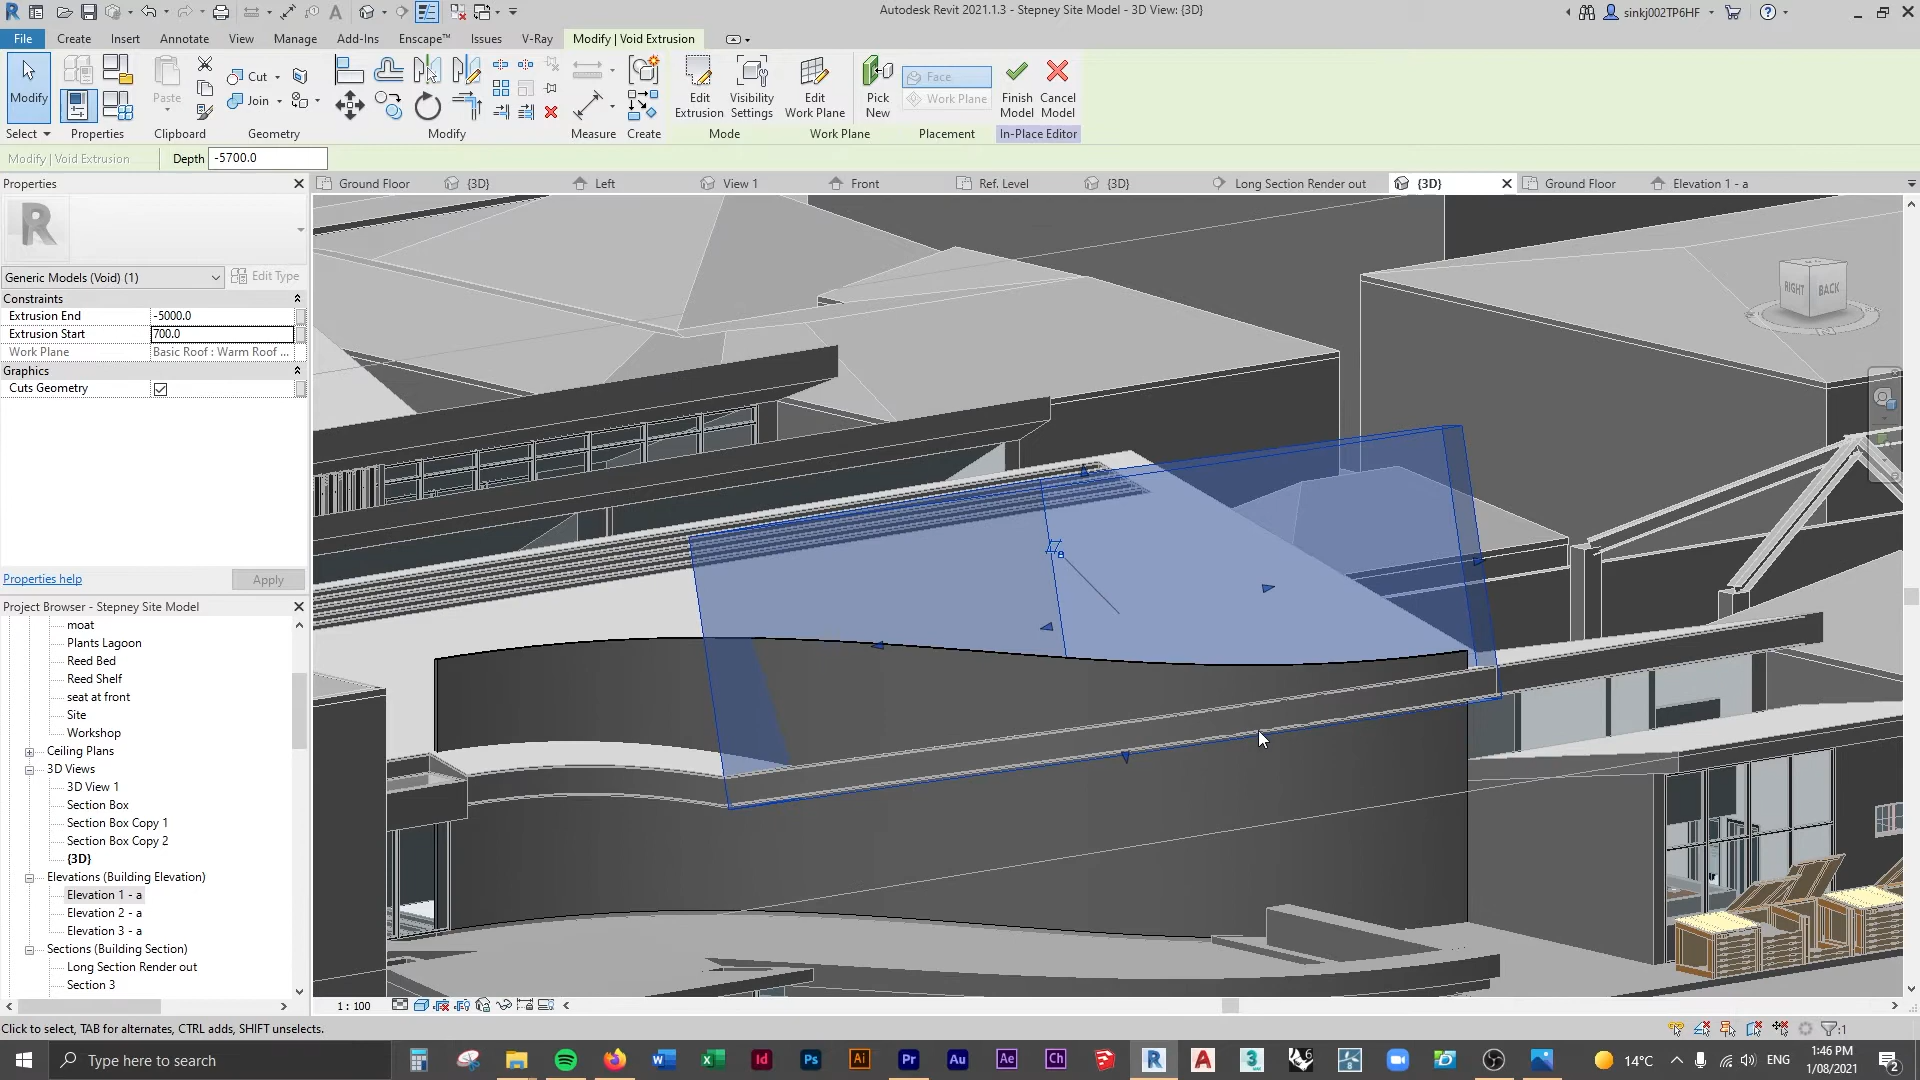 Autodesk Revit 2021.1.3 - Stepney Site Model - 3D View: {3D}
sinkj002TP6HF
File Create Insert Annotate View Manage Add-Ins Enscape™ Issues V-Ray Modify | Void Extrusion
Modify
Paste
Cut
Join
Edit Extrusion
Visibility Settings
Edit Work Plane
Pick New
Face
Work Plane
Finish Model
Cancel Model
Select Properties Clipboard Geometry Modify Measure Create Mode Work Plane Placement In-Place Editor
Modify | Void Extrusion Depth -5700.0
Properties
Ground Floor {3D} Left View 1 Front Ref. Level {3D} Long Section Render out {3D} Ground Floor Elevation 1 - a
Generic Models (Void) (1) Edit Type
Constraints
Extrusion End -5000.0
Extrusion Start 700.0
Work Plane Basic Roof : Warm Roof ...
Graphics
Cuts Geometry
RIGHT BACK
Properties help Apply
Project Browser - Stepney Site Model
moat
Plants Lagoon
Reed Bed
Reed Shelf
seat at front
Site
Workshop
Ceiling Plans
3D Views
3D View 1
Section Box
Section Box Copy 1
Section Box Copy 2
{3D}
Elevations (Building Elevation)
Elevation 1 - a
Elevation 2 - a
Elevation 3 - a
Sections (Building Section)
Long Section Render out
Section 3
1 : 100
Click to select, TAB for alternates, CTRL adds, SHIFT unselects.
:1
Type here to search
14°C
ENG
1:46 PM
1/08/2021
2